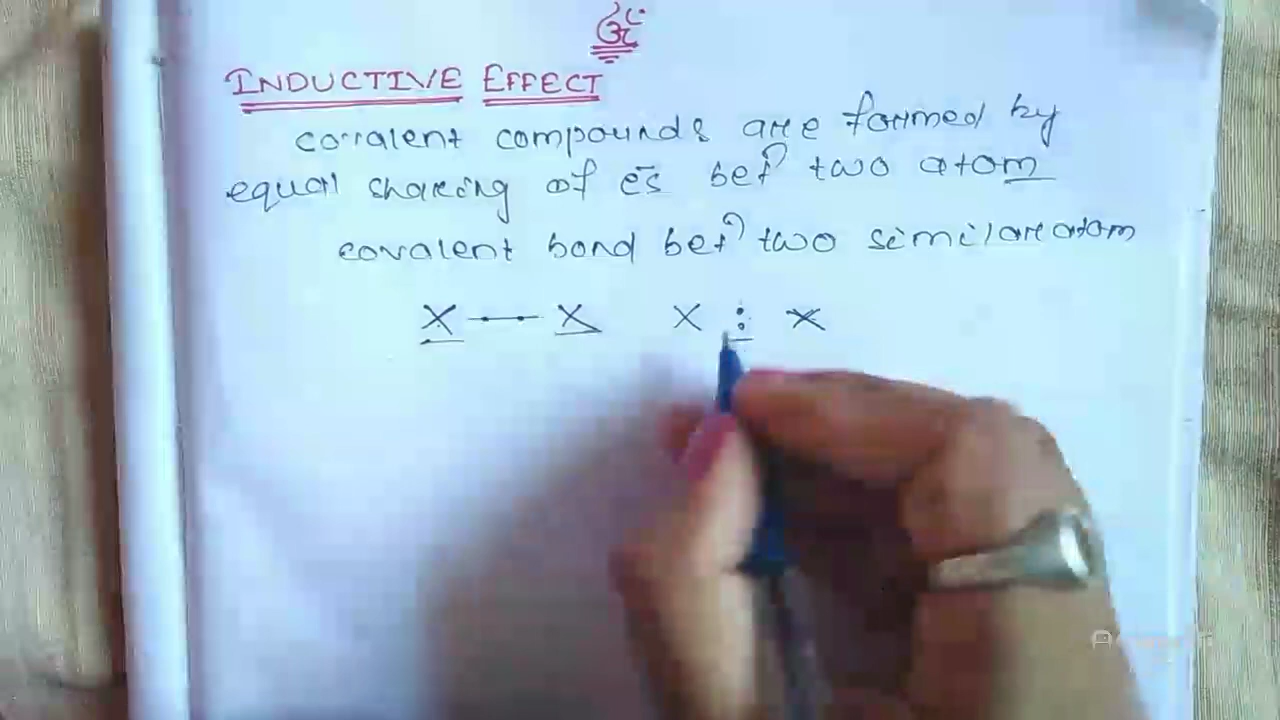 ॐ
INDUCTIVE EFFECT
covalent compounds are formed by
equal sharing of e̅s betⁿ two atom
covalent bond betⁿ two similar atom
X — X X : X